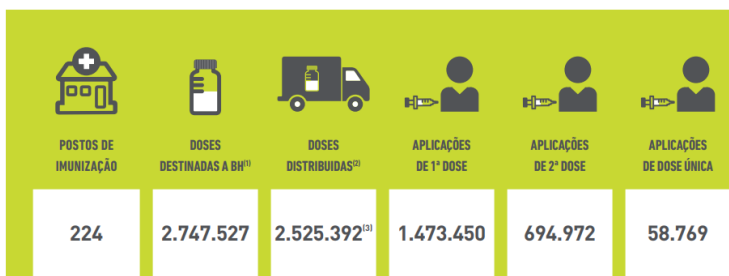 POSTOS DE
IMUNIZAÇÃO
DOSES
DESTINADAS A BH(1)
DOSES
DISTRIBUIDAS(2)
APLICAÇÕES
DE 1ª DOSE
APLICAÇÕES
DE 2ª DOSE
APLICAÇÕES
DE DOSE ÚNICA
224
2.747.527
2.525.392(3)
1.473.450
694.972
58.769